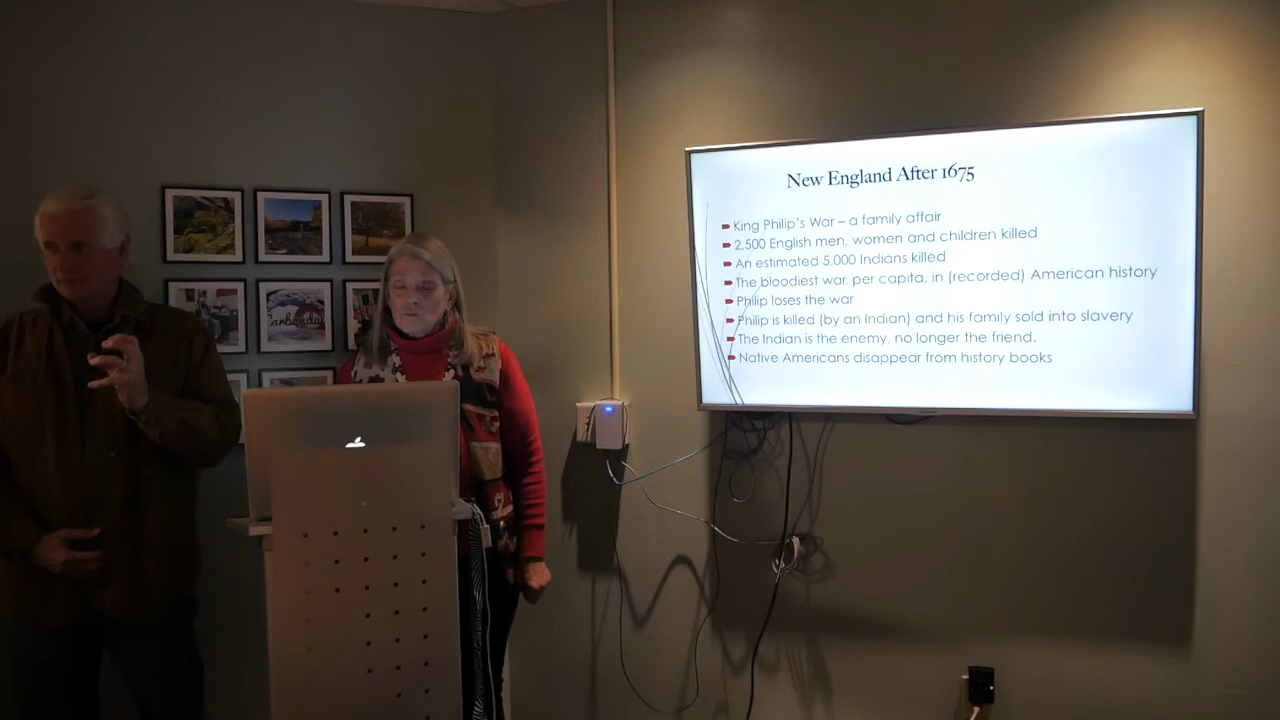 New England After 1675
King Philip's War – a family affair
2,500 English men, women and children killed
An estimated 5,000 Indians killed
The bloodiest war, per capita, in (recorded) American history
Philip loses the war
Philip is killed (by an Indian) and his family sold into slavery
The Indian is the enemy, no longer the friend.
Native Americans disappear from history books
Carbondale